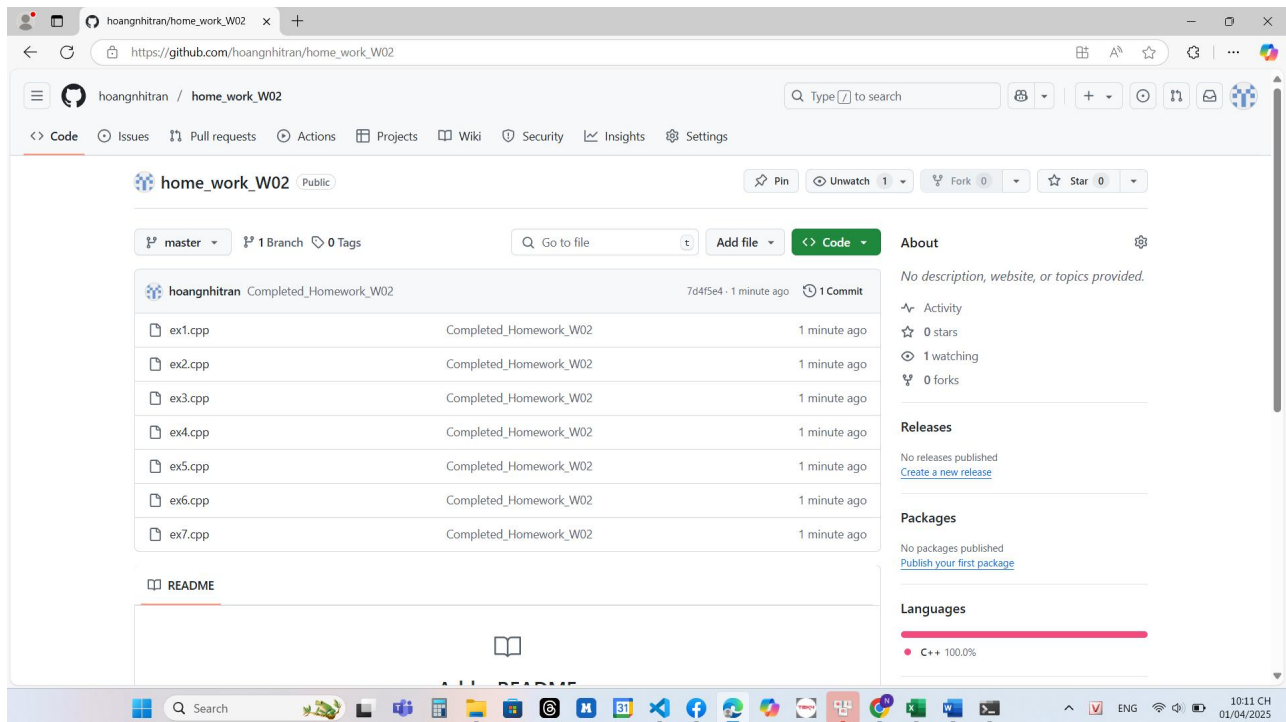 hoangnhitran/home_work_W02
https://github.com/hoangnhitran/home_work_W02
hoangnhitran / home_work_W02
Type / to search
Code Issues Pull requests Actions Projects Wiki Security Insights Settings
home_work_W02 Public
Pin Unwatch 1 Fork 0 Star 0
master 1 Branch 0 Tags
Go to file t Add file Code
hoangnhitran Completed_Homework_W02 7d4f5e4 · 1 minute ago 1 Commit
ex1.cpp Completed_Homework_W02 1 minute ago
ex2.cpp Completed_Homework_W02 1 minute ago
ex3.cpp Completed_Homework_W02 1 minute ago
ex4.cpp Completed_Homework_W02 1 minute ago
ex5.cpp Completed_Homework_W02 1 minute ago
ex6.cpp Completed_Homework_W02 1 minute ago
ex7.cpp Completed_Homework_W02 1 minute ago
README
About
No description, website, or topics provided.
Activity
0 stars
1 watching
0 forks
Releases
No releases published
Create a new release
Packages
No packages published
Publish your first package
Languages
C++ 100.0%
Search
ENG
10:11 CH
01/04/2025